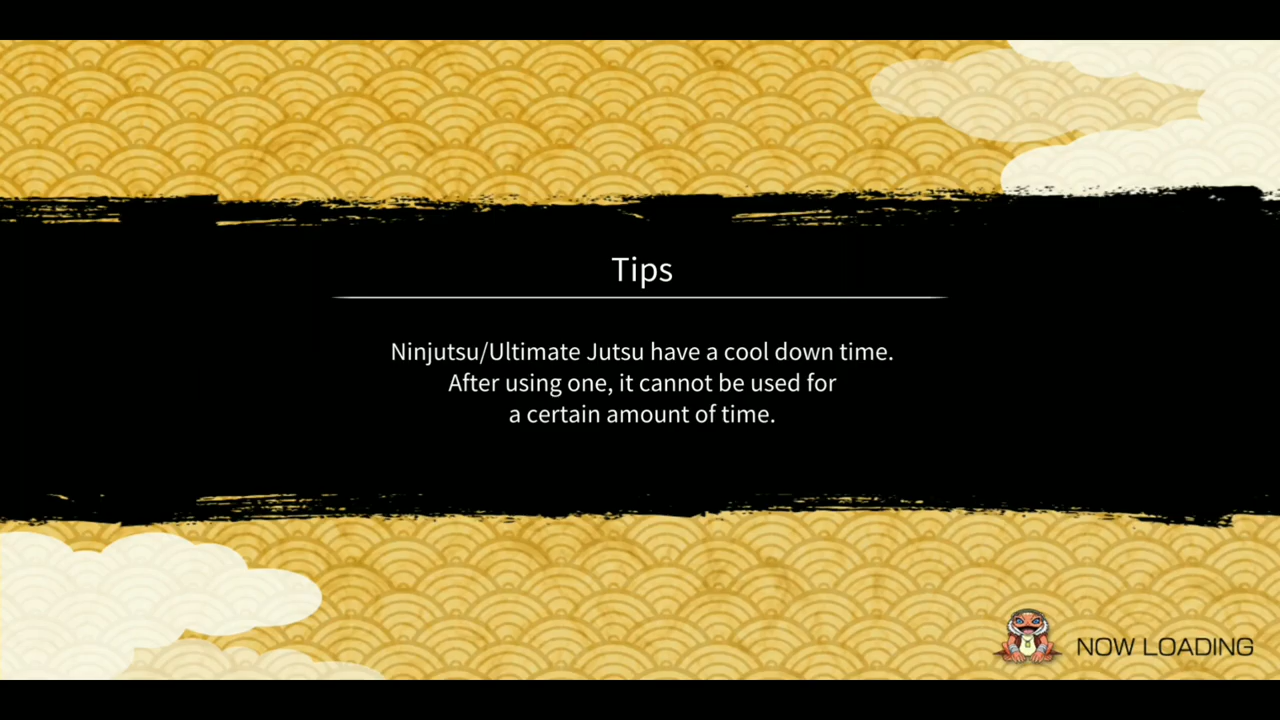 Tips
Ninjutsu/Ultimate Jutsu have a cool down time.
After using one, it cannot be used for
a certain amount of time.
NOW LOADING